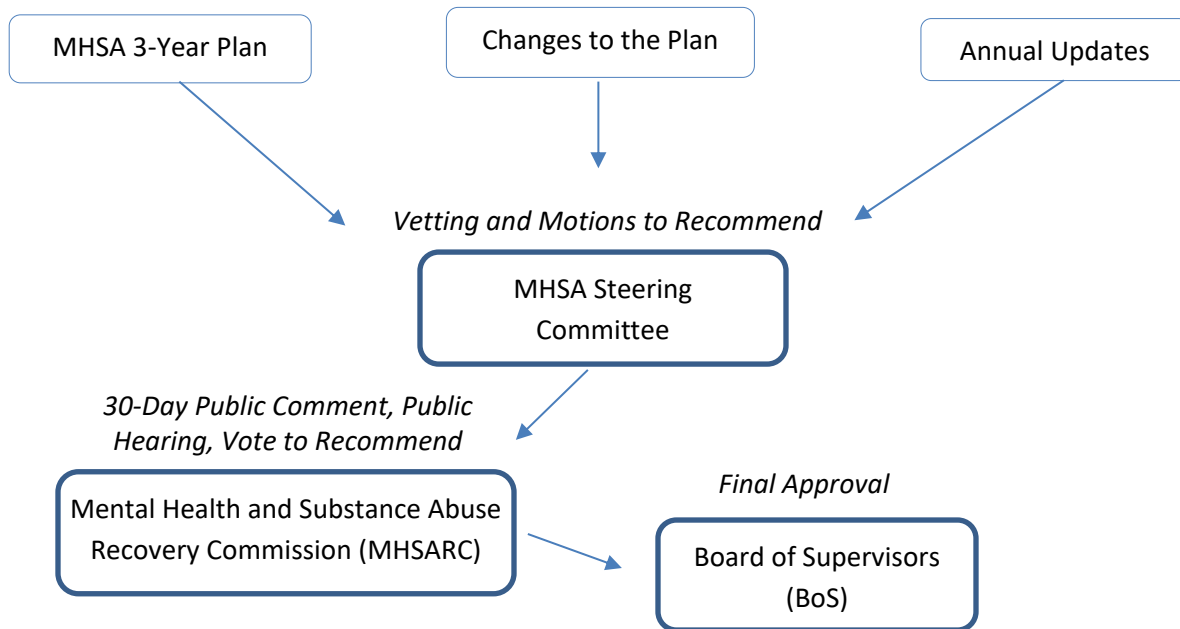 MHSA 3-Year Plan
Changes to the Plan
Annual Updates
Vetting and Motions to Recommend
MHSA Steering
Committee
30-Day Public Comment, Public
Hearing, Vote to Recommend
Mental Health and Substance Abuse
Recovery Commission (MHSARC)
Final Approval
Board of Supervisors
(BoS)